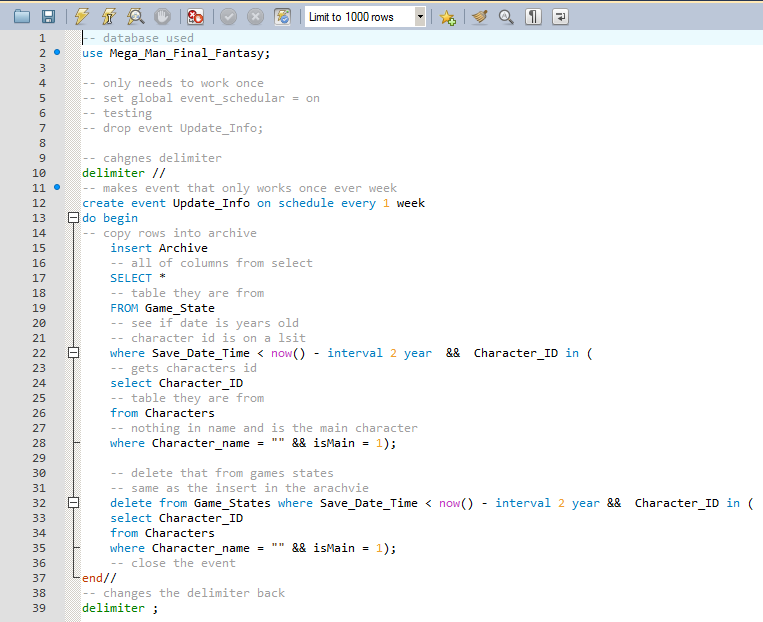 Limit to 1000 rows
1 -- database used
2 use Mega_Man_Final_Fantasy;
3
4 -- only needs to work once
5 -- set global event_schedular = on
6 -- testing
7 -- drop event Update_Info;
8
9 -- cahgnes delimiter
10 delimiter //
11 -- makes event that only works once ever week
12 create event Update_Info on schedule every 1 week
13 do begin
14 -- copy rows into archive
15 insert Archive
16 -- all of columns from select
17 SELECT *
18 -- table they are from
19 FROM Game_State
20 -- see if date is years old
21 -- character id is on a lsit
22 where Save_Date_Time < now() - interval 2 year && Character_ID in (
23 -- gets characters id
24 select Character_ID
25 -- table they are from
26 from Characters
27 -- nothing in name and is the main character
28 where Character_name = "" && isMain = 1);
29
30 -- delete that from games states
31 -- same as the insert in the arachvie
32 delete from Game_States where Save_Date_Time < now() - interval 2 year && Character_ID in (
33 select Character_ID
34 from Characters
35 where Character_name = "" && isMain = 1);
36 -- close the event
37 end//
38 -- changes the delimiter back
39 delimiter ;